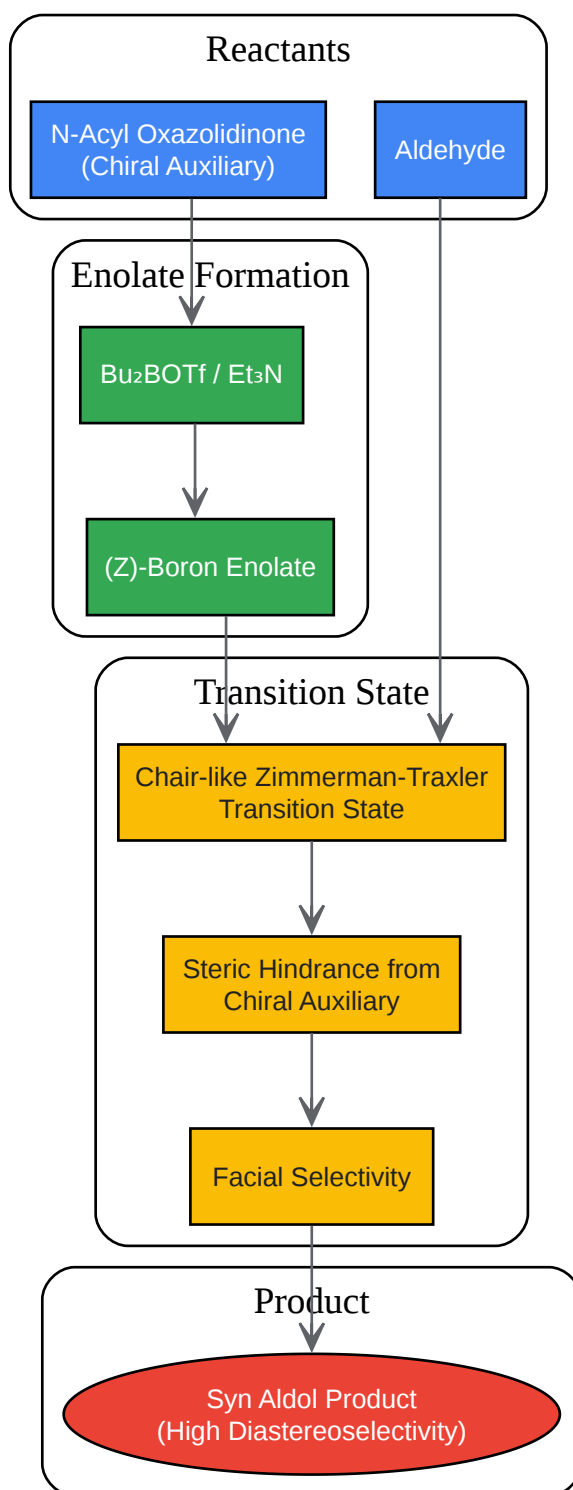 Reactants
N-Acyl Oxazolidinone
(Chiral Auxiliary)
Aldehyde
Enolate Formation
Bu₂BOTf / Et₃N
(Z)-Boron Enolate
Transition State
Chair-like Zimmerman-Traxler
Transition State
Steric Hindrance from
Chiral Auxiliary
Facial Selectivity
Product
Syn Aldol Product
(High Diastereoselectivity)